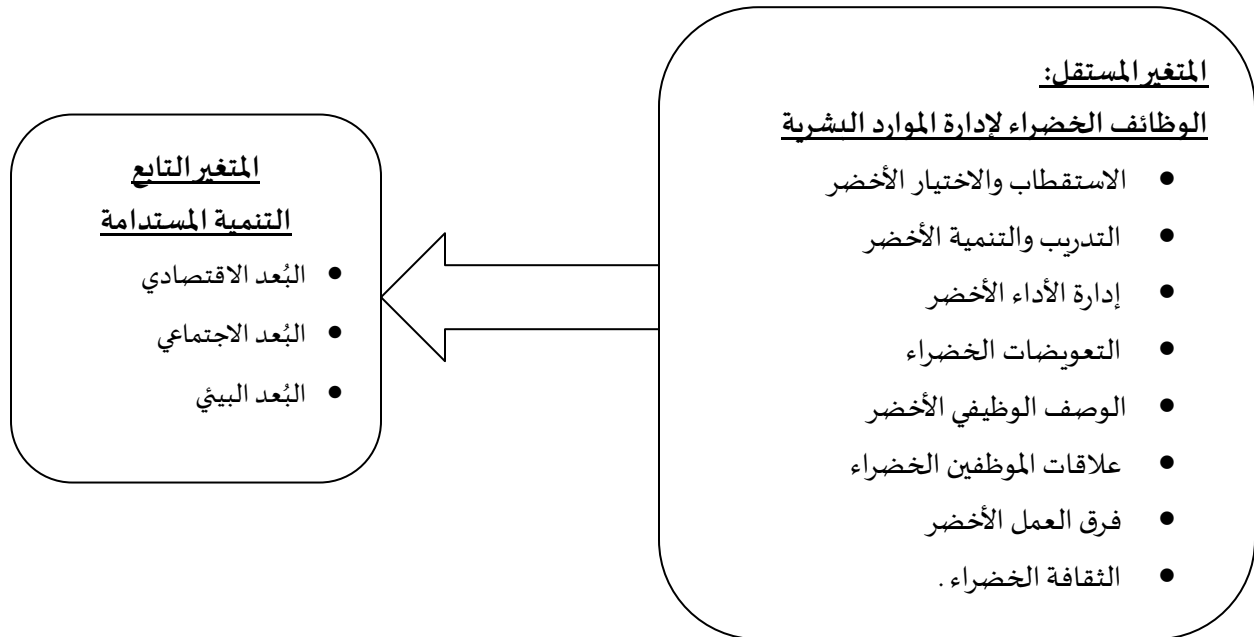 المتغير المستقل:
الوظائف الخضراء لإدارة الموارد البشرية
• الاستقطاب والاختيار الأخضر
• التدريب والتنمية الأخضر
• إدارة الأداء الأخضر
• التعويضات الخضراء
• الوصف الوظيفي الأخضر
• علاقات الموظفين الخضراء
• فرق العمل الأخضر
• الثقافة الخضراء .
المتغير التابع
التنمية المستدامة
• البُعد الاقتصادي
• البُعد الاجتماعي
• البُعد البيئي